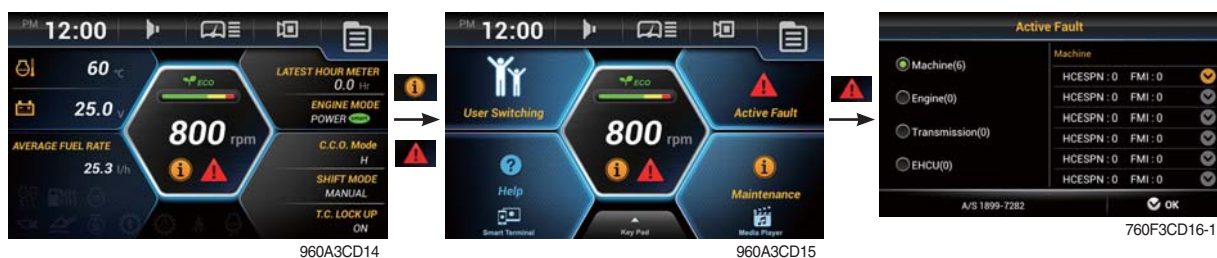 PM 12:00
60 ℃
25.0 V
AVERAGE FUEL RATE
25.3 l/h
ECO
800 rpm
LATEST HOUR METER
0.0 Hr
ENGINE MODE
POWER smart
C.C.O. Mode
H
SHIFT MODE
MANUAL
T.C. LOCK UP
ON
960A3CD14
PM 12:00
User Switching
Active Fault
ECO
800 rpm
Help
Maintenance
Smart Terminal
Key Pad
Media Player
960A3CD15
Active Fault
Machine(6)
Engine(0)
Transmission(0)
EHCU(0)
Machine
HCESPN : 0 FMI : 0
HCESPN : 0 FMI : 0
HCESPN : 0 FMI : 0
HCESPN : 0 FMI : 0
HCESPN : 0 FMI : 0
HCESPN : 0 FMI : 0
A/S 1899-7282
OK
760F3CD16-1